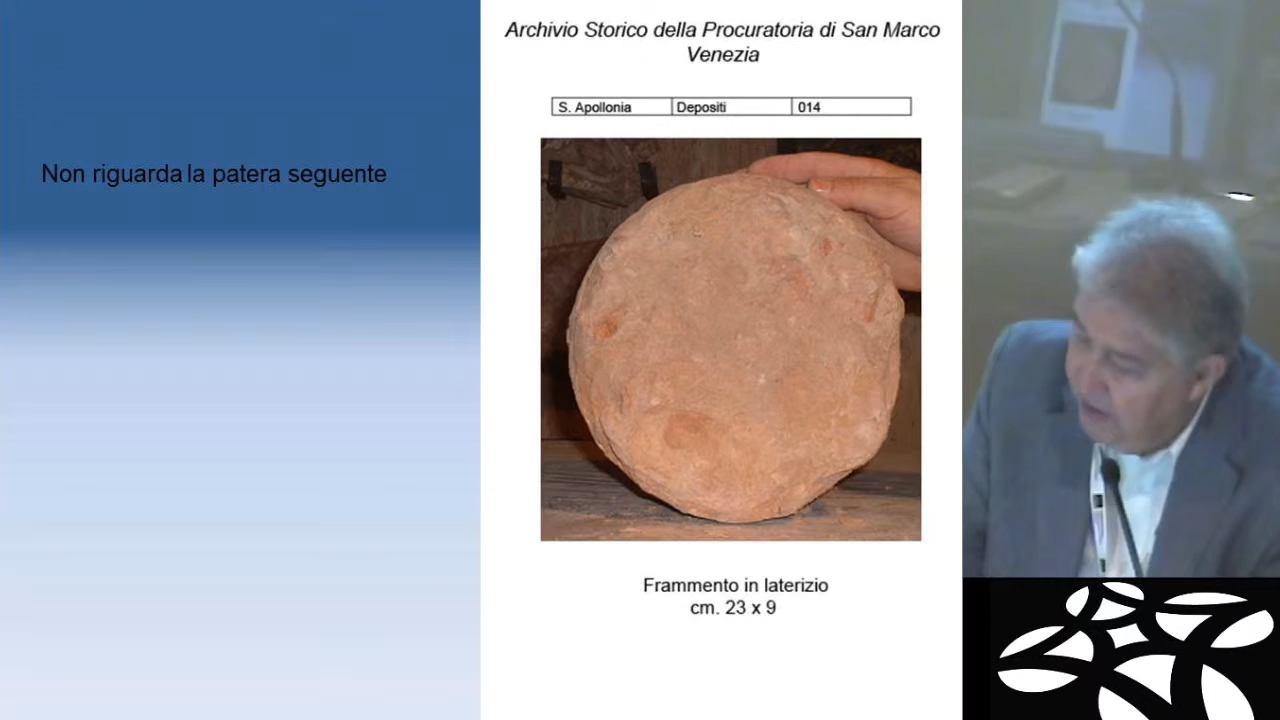 Non riguarda la patera seguente
Archivio Storico della Procuratoria di San Marco
Venezia
S. Apollonia Depositi 014
Frammento in laterizio
cm. 23 x 9